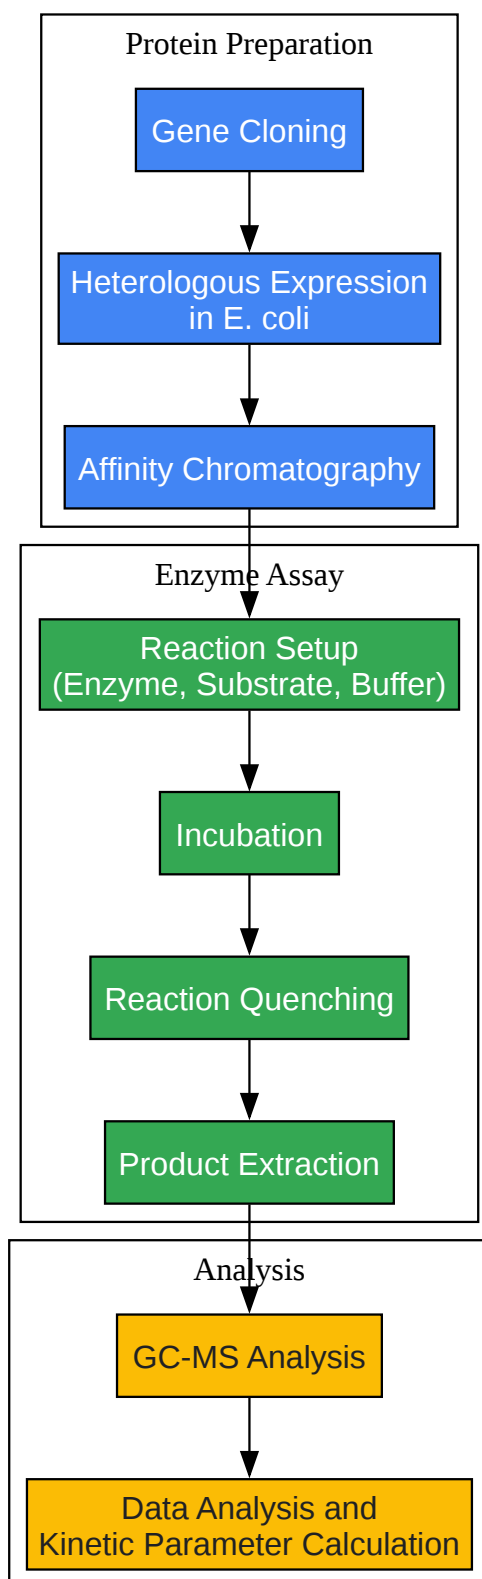 Protein Preparation
Gene Cloning
Heterologous Expression
in E. coli
Affinity Chromatography
Enzyme Assay
Reaction Setup
(Enzyme, Substrate, Buffer)
Incubation
Reaction Quenching
Product Extraction
Analysis
GC-MS Analysis
Data Analysis and
Kinetic Parameter Calculation